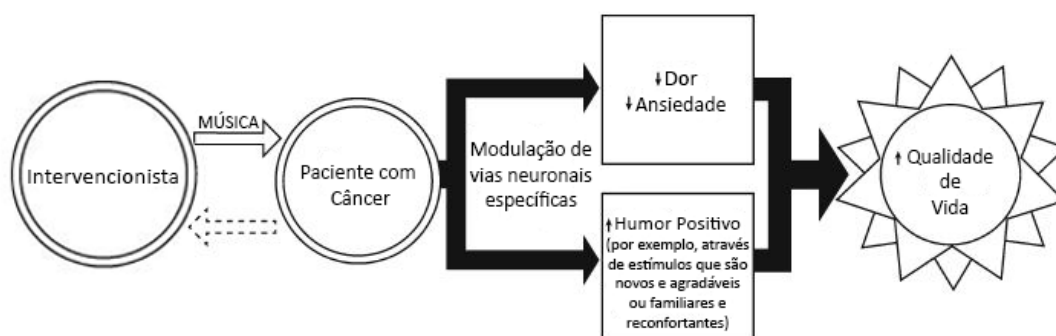 Intervencionista
MÚSICA
Paciente com
Câncer
Modulação de
vias neuronais
específicas
↓ Dor
↓ Ansiedade
↑ Humor Positivo
(por exemplo, através
de estímulos que são
novos e agradáveis
ou familiares e
reconfortantes)
↑ Qualidade
de
Vida